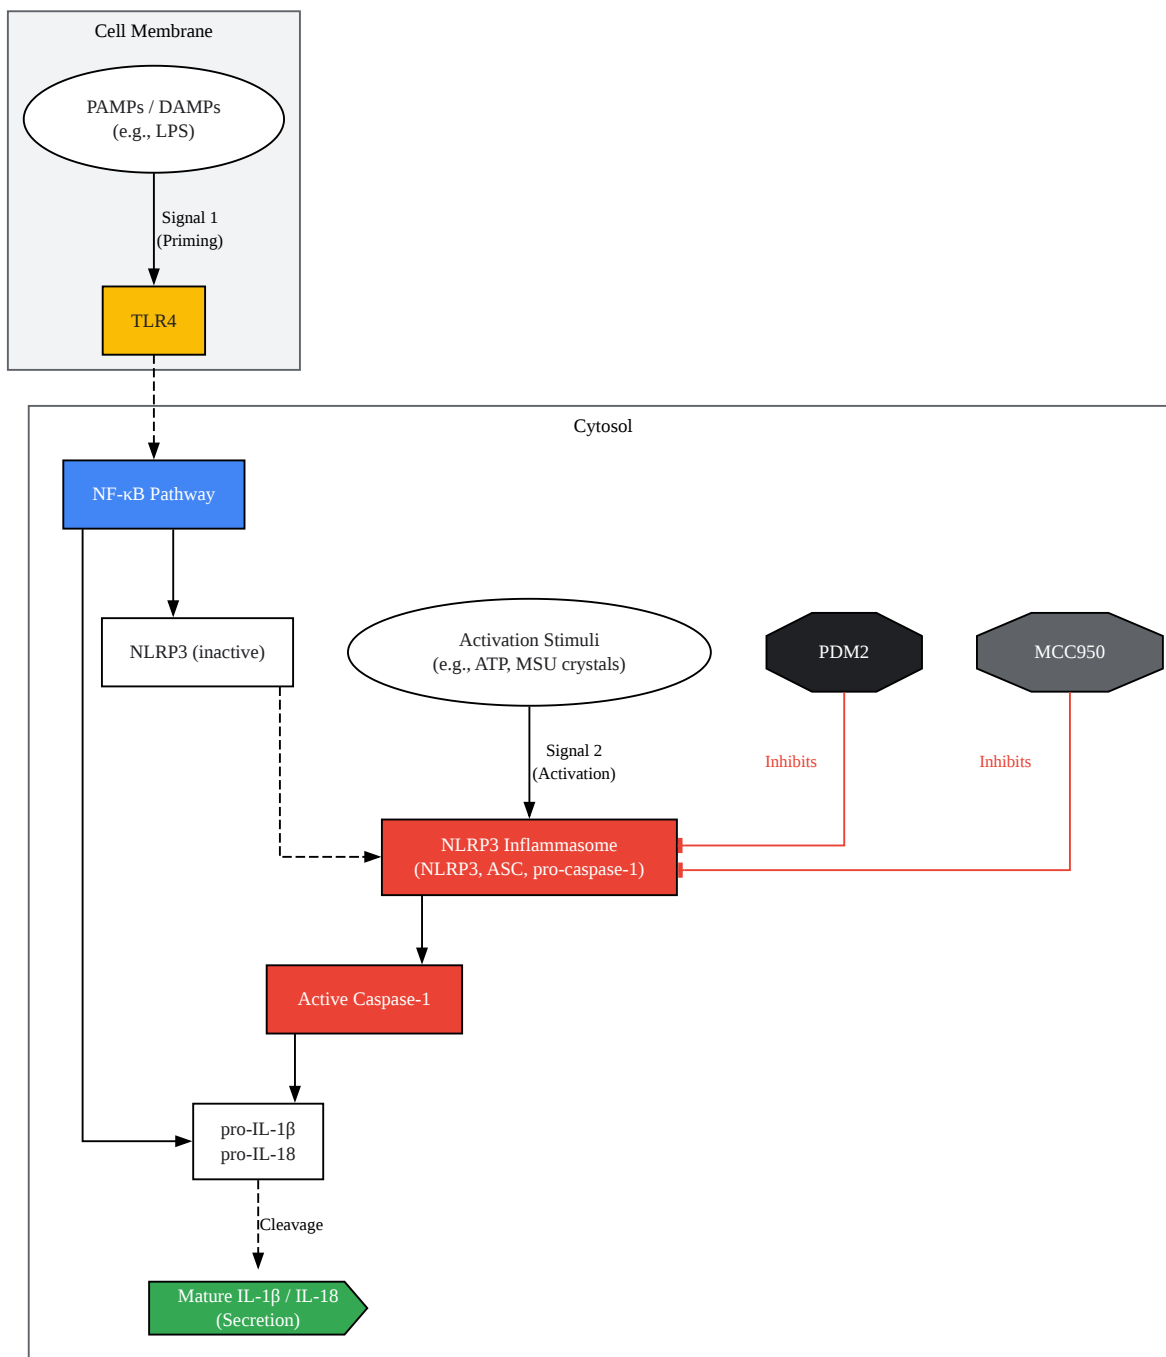 Cell Membrane
PAMPs / DAMPs
(e.g., LPS)
Signal 1
(Priming)
TLR4
Cytosol
NF-κB Pathway
NLRP3 (inactive)
Activation Stimuli
(e.g., ATP, MSU crystals)
PDM2
MCC950
Signal 2
(Activation)
Inhibits
Inhibits
NLRP3 Inflammasome
(NLRP3, ASC, pro-caspase-1)
Active Caspase-1
pro-IL-1β
pro-IL-18
Cleavage
Mature IL-1β / IL-18
(Secretion)